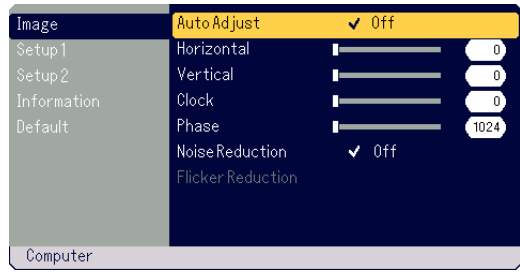 Image
Setup1
Setup2
Information
Default
Auto Adjust ✓ Off
Horizontal 0
Vertical 0
Clock 0
Phase 1024
Noise Reduction ✓ Off
Flicker Reduction
Computer